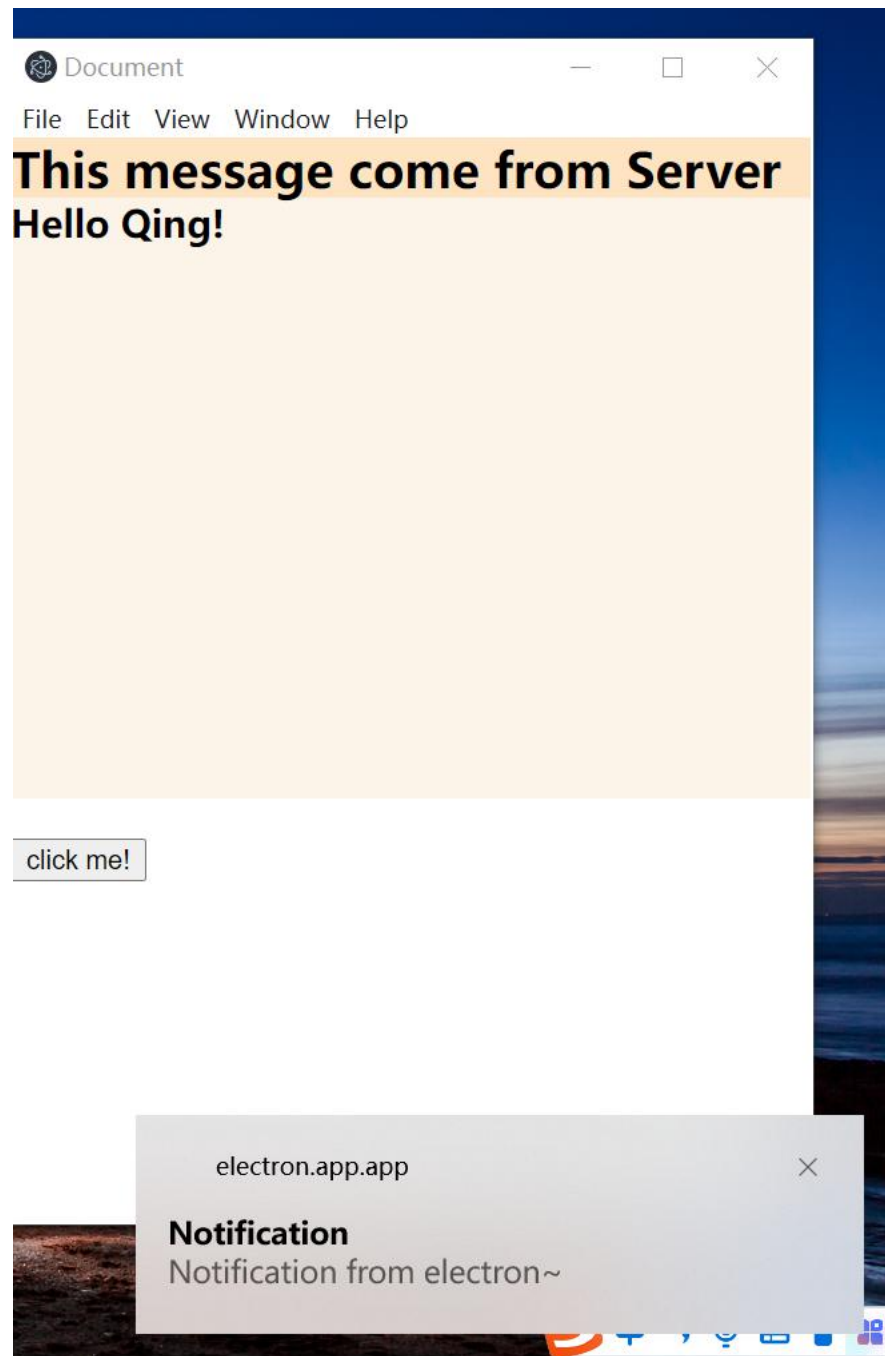 Document
File Edit View Window Help
This message come from Server
Hello Qing!
click me!
electron.app.app
Notification
Notification from electron~